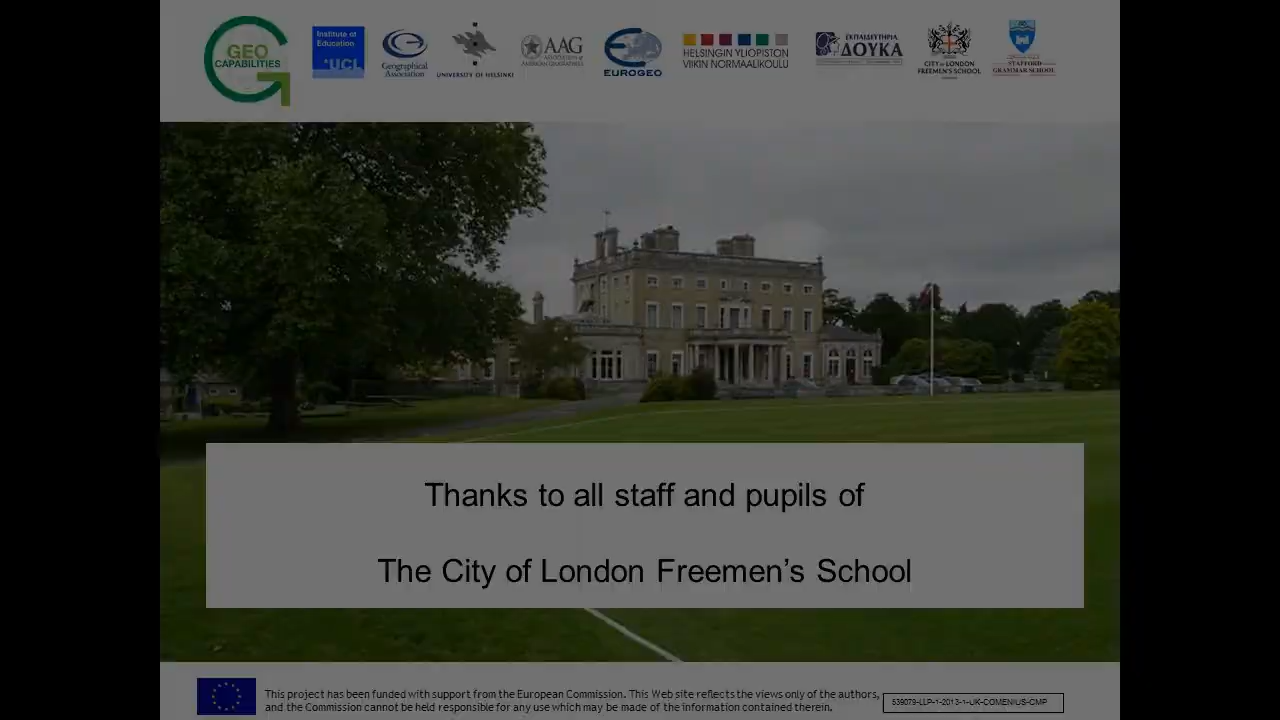 GEO
CAPABILITIES
Institute of
Education
UCL
Geographical
Association
UNIVERSITY OF HELSINKI
AAG
ASSOCIATION of
AMERICAN GEOGRAPHERS
EUROGEO
HELSINGIN YLIOPISTON
VIIKIN NORMAALIKOULU
ΕΚΠΑΙΔΕΥΤΗΡΙΑ
ΔΟΥΚΑ
CITY of LONDON
FREEMEN'S SCHOOL
STAFFORD
GRAMMAR SCHOOL
Thanks to all staff and pupils of
The City of London Freemen’s School
This project has been funded with support from the European Commission. This Web site reflects the views only of the authors,
and the Commission cannot be held responsible for any use which may be made of the information contained therein.
539079-LLP-1-2013-1-UK-COMENIUS-CMP